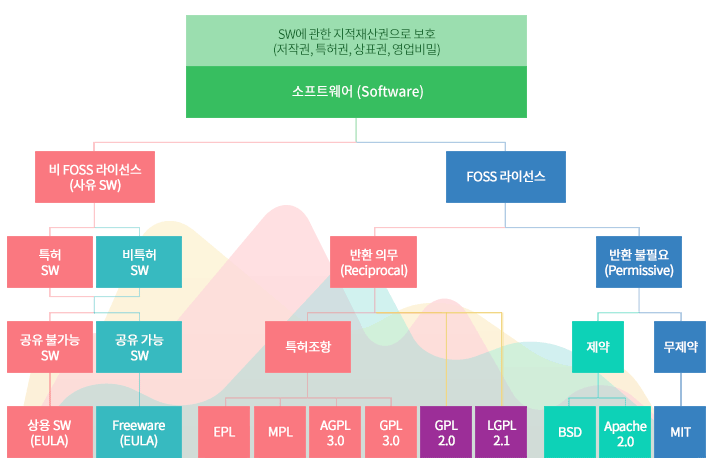 SW에 관한 지적재산권으로 보호
(저작권, 특허권, 상표권, 영업비밀)
소프트웨어 (Software)
비 FOSS 라이선스
(사유 SW)
FOSS 라이선스
특허
SW
비특허
SW
반환 의무
(Reciprocal)
반환 불필요
(Permissive)
공유 불가능
SW
공유 가능
SW
특허조항
제약
무제약
상용 SW
(EULA)
Freeware
(EULA)
EPL
MPL
AGPL
3.0
GPL
3.0
GPL
2.0
LGPL
2.1
BSD
Apache
2.0
MIT